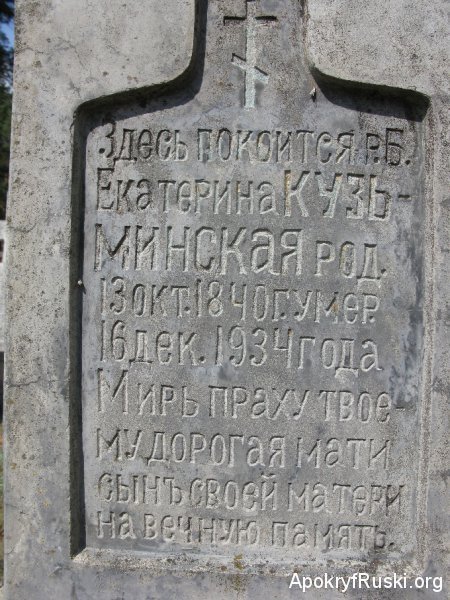 Здесь покоится р.Б.
Екатерина КУЗЬ-
МИНСКАЯ род.
13 окт. 1840 г. умер.
16 дек. 1934 года
Мирь праху твое-
му дорогая мати
сынъ своей матери
на вечную память.
ApokryfRuski.org